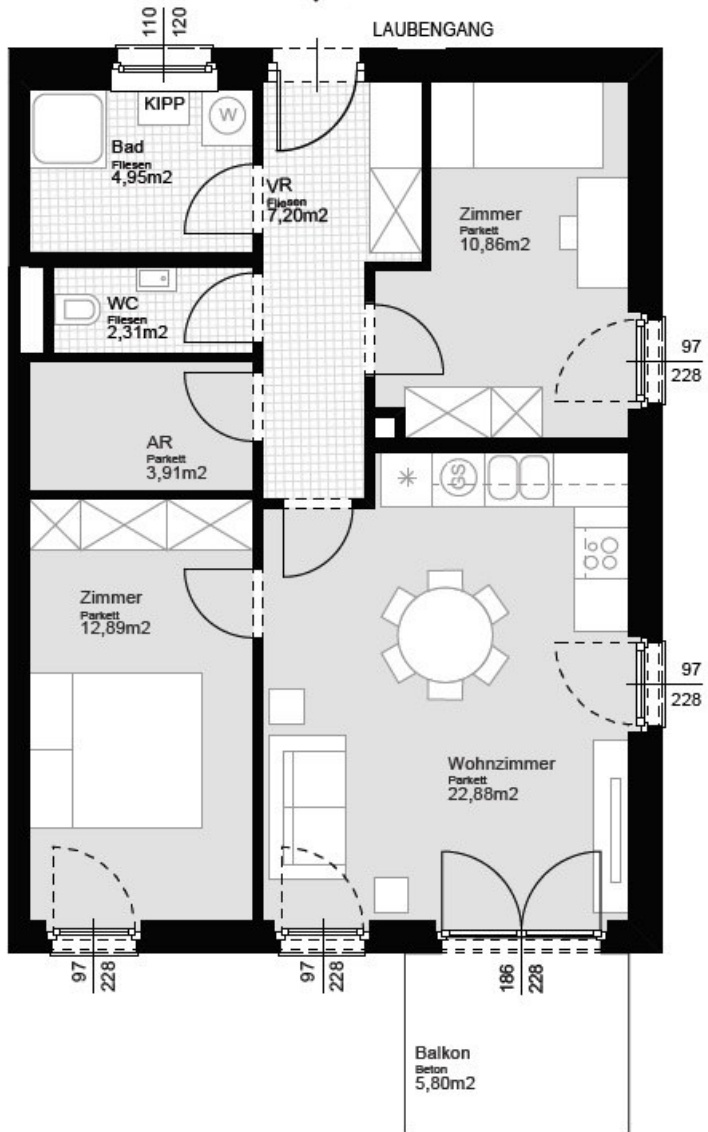 LAUBENGANG
110
120
KIPP
W
Bad
Fliesen
4,95m2
VR
Fliesen
7,20m2
Zimmer
Parkett
10,86m2
WC
Fliesen
2,31m2
97
228
AR
Parkett
3,91m2
GS
Zimmer
Parkett
12,89m2
97
228
Wohnzimmer
Parkett
22,88m2
97
228
97
228
186
228
Balkon
Beton
5,80m2